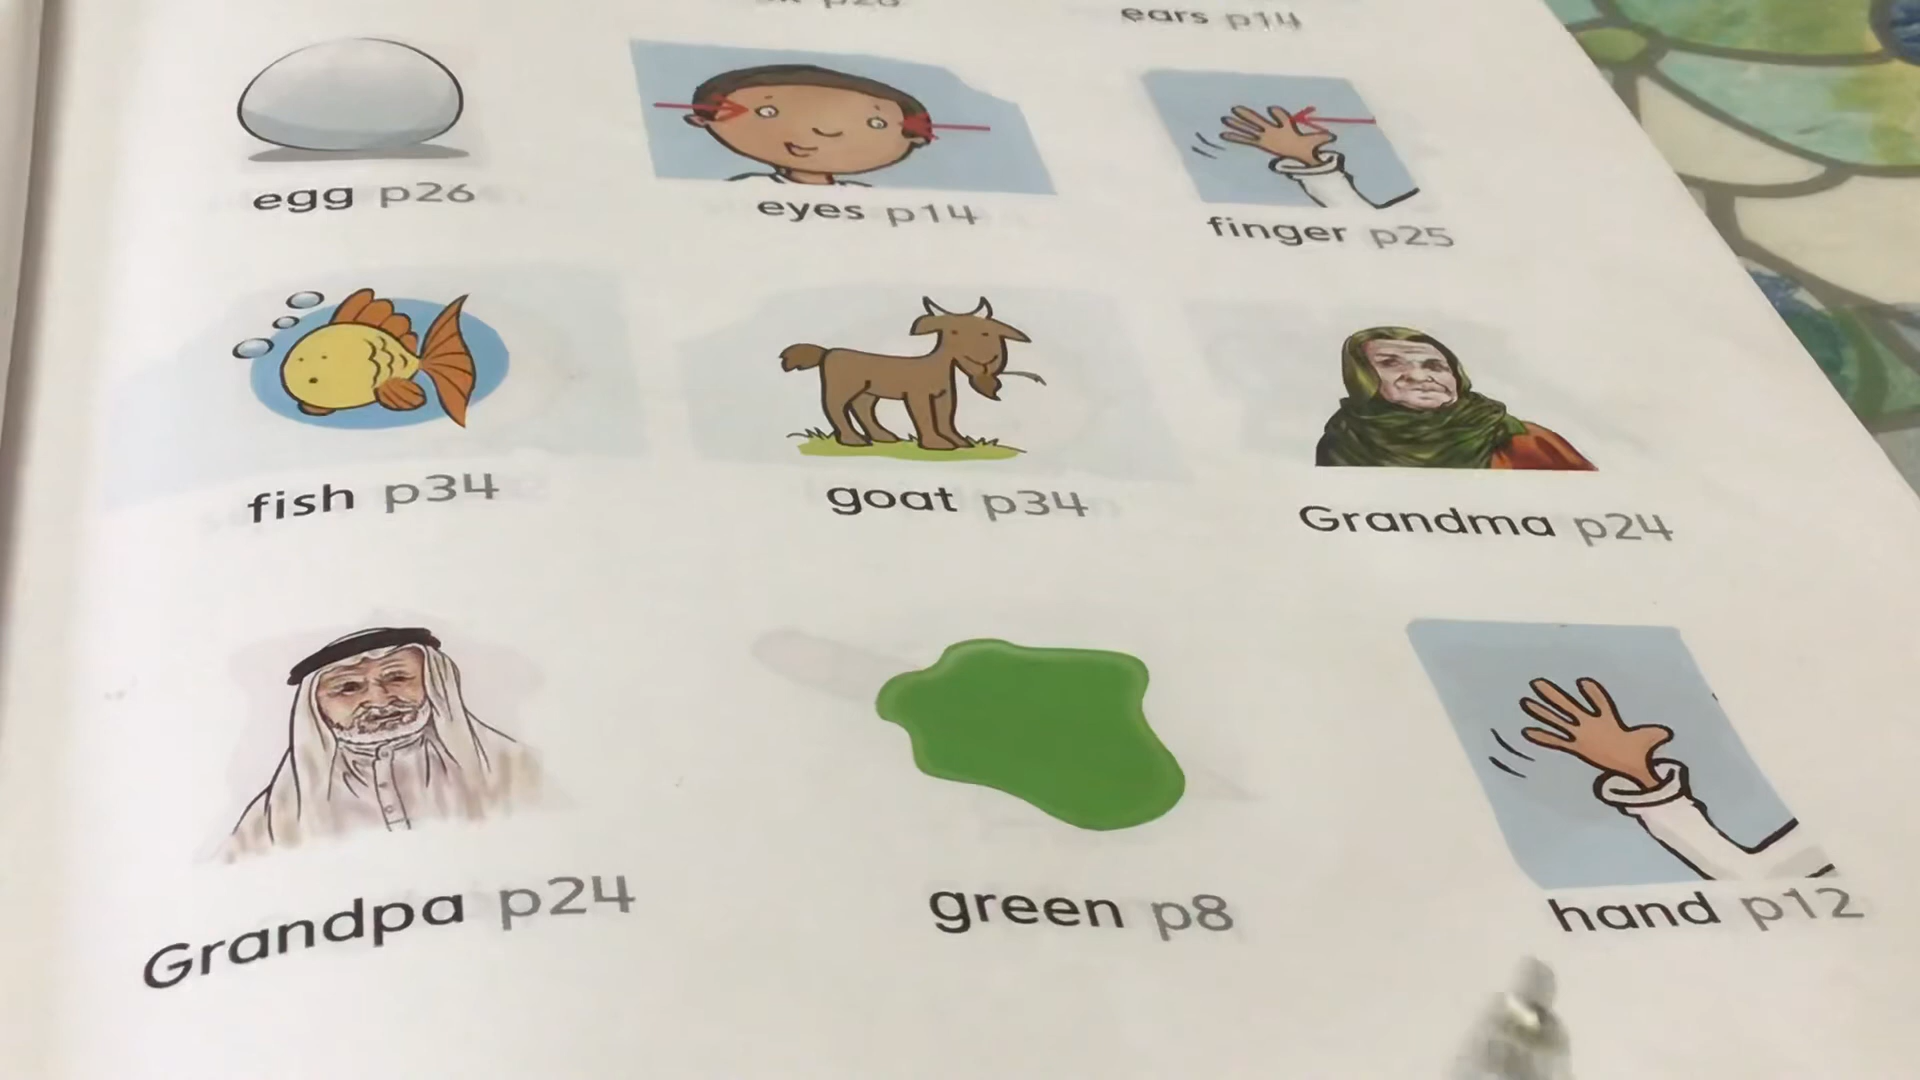 ears p14
egg p26
eyes p14
finger p25
fish p34
goat p34
Grandma p24
Grandpa p24
green p8
hand p12